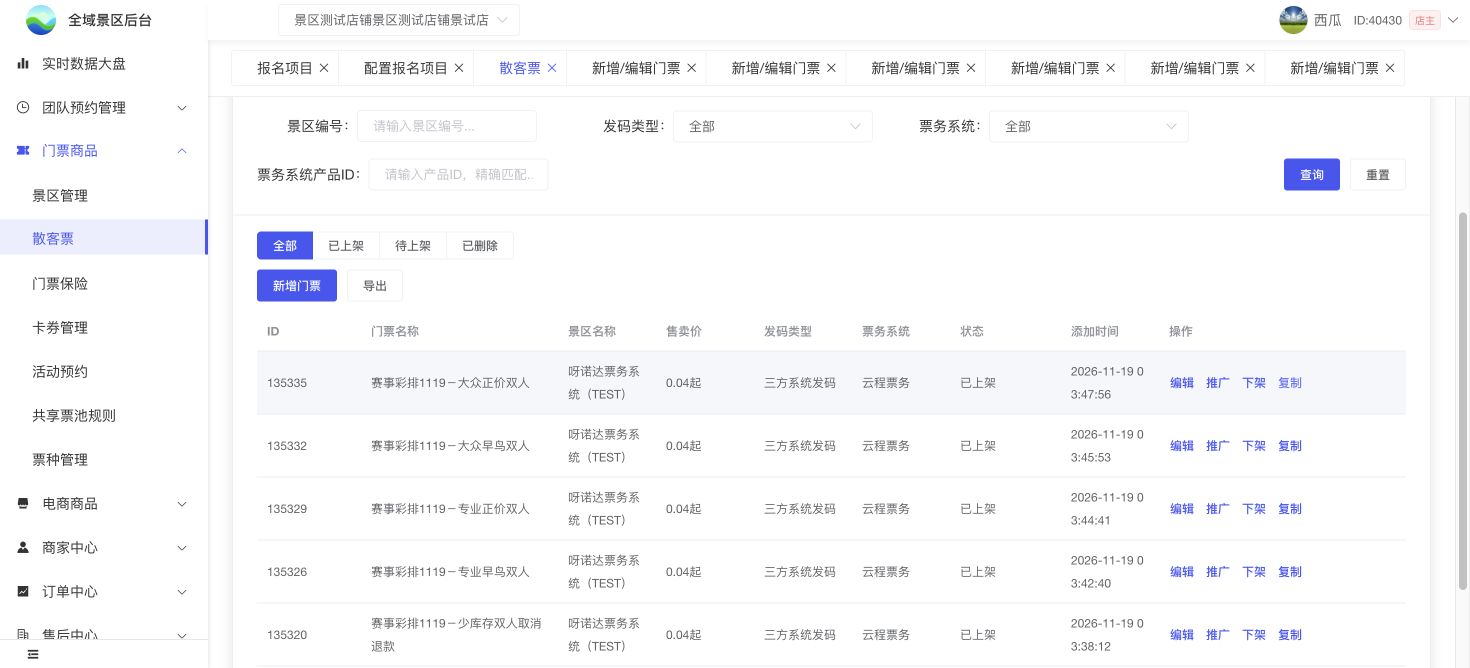 全域景区后台
景区测试店铺景区测试店铺景试店
西瓜 ID:40430 店主
实时数据大盘
团队预约管理
门票商品
景区管理
散客票
门票保险
卡券管理
活动预约
共享票池规则
票种管理
电商商品
商家中心
订单中心
售后中心
报名项目 配置报名项目 散客票 新增/编辑门票 新增/编辑门票 新增/编辑门票 新增/编辑门票 新增/编辑门票 新增/编辑门票
景区编号： 请输入景区编号... 发码类型： 全部 票务系统： 全部
票务系统产品ID： 请输入产品ID，精确匹配.. 查询 重置
全部 已上架 待上架 已删除
新增门票 导出
ID 门票名称 景区名称 售卖价 发码类型 票务系统 状态 添加时间 操作
135335 赛事彩排1119－大众正价双人 呀诺达票务系 0.04起 三方系统发码 云程票务 已上架 2026-11-19 0 编辑 推广 下架 复制
统（TEST） 3:47:56
135332 赛事彩排1119－大众早鸟双人 呀诺达票务系 0.04起 三方系统发码 云程票务 已上架 2026-11-19 0 编辑 推广 下架 复制
统（TEST） 3:45:53
135329 赛事彩排1119－专业正价双人 呀诺达票务系 0.04起 三方系统发码 云程票务 已上架 2026-11-19 0 编辑 推广 下架 复制
统（TEST） 3:44:41
135326 赛事彩排1119－专业早鸟双人 呀诺达票务系 0.04起 三方系统发码 云程票务 已上架 2026-11-19 0 编辑 推广 下架 复制
统（TEST） 3:42:40
135320 赛事彩排1119－少库存双人取消 呀诺达票务系 0.04起 三方系统发码 云程票务 已上架 2026-11-19 0 编辑 推广 下架 复制
退款 统（TEST） 3:38:12